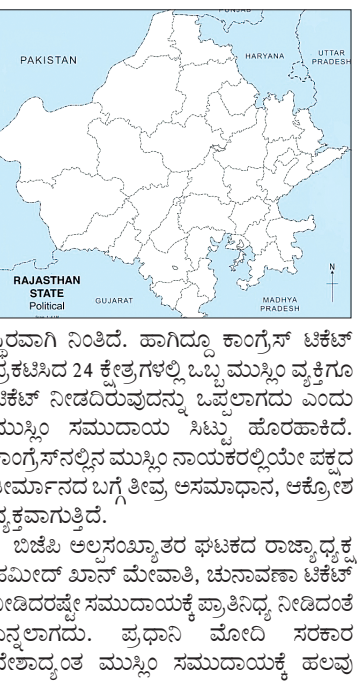 PUNJAB
PAKISTAN
HARYANA
UTTAR
PRADESH
RAJASTHAN
STATE
Political
GUJARAT
MADHYA
PRADESH
N
ಸ್ಥಿರವಾಗಿ ನಿಂತಿದೆ. ಹಾಗಿದ್ದೂ ಕಾಂಗ್ರೆಸ್ ಟಿಕೆಟ್
ಪ್ರಕಟಿಸಿದ 24 ಕ್ಷೇತ್ರಗಳಲ್ಲಿ ಒಬ್ಬ ಮುಸ್ಲಿಂ ವ್ಯಕ್ತಿಗೂ
ಟಿಕೆಟ್ ನೀಡದಿರುವುದನ್ನು ಒಪ್ಪಲಾಗದು ಎಂದು
ಮುಸ್ಲಿಂ ಸಮುದಾಯ ಸಿಟ್ಟು ಹೊರಹಾಕಿದೆ.
ಕಾಂಗ್ರೆಸ್‌ನಲ್ಲಿನ ಮುಸ್ಲಿಂ ನಾಯಕರಲ್ಲಿಯೇ ಪಕ್ಷದ
ತೀರ್ಮಾನದ ಬಗ್ಗೆ ತೀವ್ರ ಅಸಮಾಧಾನ, ಆಕ್ರೋಶ
ವ್ಯಕ್ತವಾಗುತ್ತಿದೆ.
ಬಿಜೆಪಿ ಅಲ್ಪಸಂಖ್ಯಾತರ ಘಟಕದ ರಾಜ್ಯಾಧ್ಯಕ್ಷ
ಹಮೀದ್ ಖಾನ್ ಮೇವಾತಿ, ಚುನಾವಣಾ ಟಿಕೆಟ್
ನೀಡಿದರಷ್ಟೇ ಸಮುದಾಯಕ್ಕೆ ಪ್ರಾತಿನಿಧ್ಯ ನೀಡಿದಂತೆ
ಎನ್ನಲಾಗದು. ಪ್ರಧಾನಿ ಮೋದಿ ಸರಕಾರ
ದೇಶಾದ್ಯಂತ ಮುಸ್ಲಿಂ ಸಮುದಾಯಕ್ಕೆ ಹಲವು